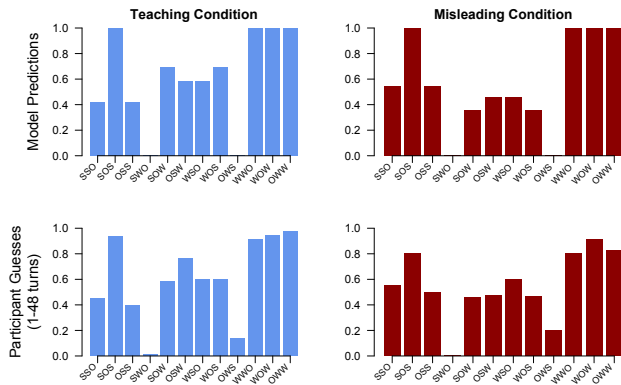 Teaching Condition
Misleading Condition
Model Predictions
1.0
0.8
0.6
0.4
0.2
0.0
SSO
SOS
OSS
SWO
SOW
OSW
WSO
WOS
OWS
WWO
WOW
OWW
1.0
0.8
0.6
0.4
0.2
0.0
SSO
SOS
OSS
SWO
SOW
OSW
WSO
WOS
OWS
WWO
WOW
OWW
Participant Guesses
(1-48 turns)
1.0
0.8
0.6
0.4
0.2
0.0
SSO
SOS
OSS
SWO
SOW
OSW
WSO
WOS
OWS
WWO
WOW
OWW
1.0
0.8
0.6
0.4
0.2
0.0
SSO
SOS
OSS
SWO
SOW
OSW
WSO
WOS
OWS
WWO
WOW
OWW